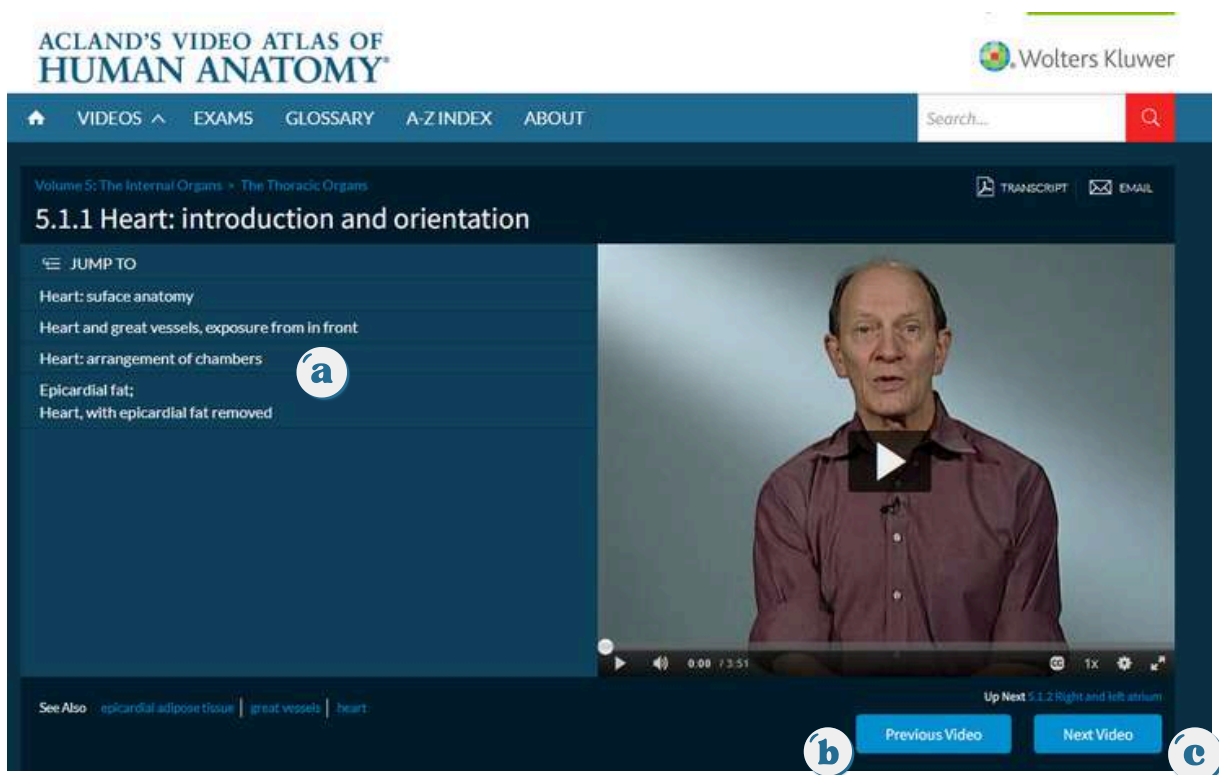 ACLAND'S VIDEO ATLAS OF
HUMAN ANATOMY®
Wolters Kluwer
VIDEOS EXAMS GLOSSARY A-Z INDEX ABOUT
Search...
Volume 5: The Internal Organs > The Thoracic Organs
TRANSCRIPT EMAIL
5.1.1 Heart: introduction and orientation
JUMP TO
Heart: suface anatomy
Heart and great vessels, exposure from in front
Heart: arrangement of chambers
a
Epicardial fat;
Heart, with epicardial fat removed
0:00 / 3:51
CC 1x
See Also epicardial adipose tissue | great vessels | heart
Up Next 5.1.2 Right and left atrium
b
Previous Video
Next Video
c